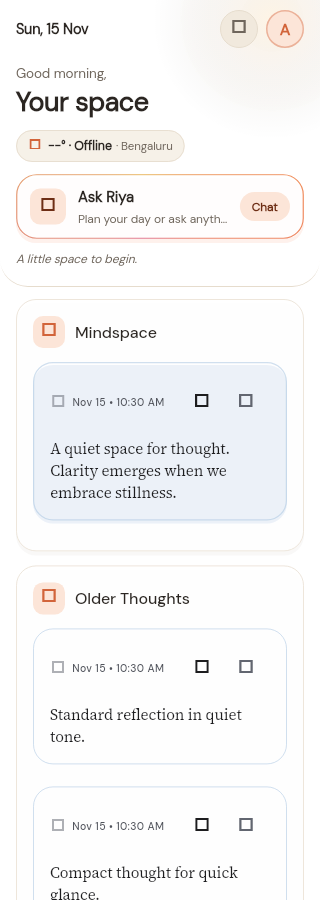 Sun, 15 Nov
A
Good morning,
Your space
--° · Offline · Bengaluru
Ask Riya
Plan your day or ask anyth…
Chat
A little space to begin.
Mindspace
Nov 15 • 10:30 AM
A quiet space for thought.
Clarity emerges when we
embrace stillness.
Older Thoughts
Nov 15 • 10:30 AM
Standard reflection in quiet
tone.
Nov 15 • 10:30 AM
Compact thought for quick
glance.